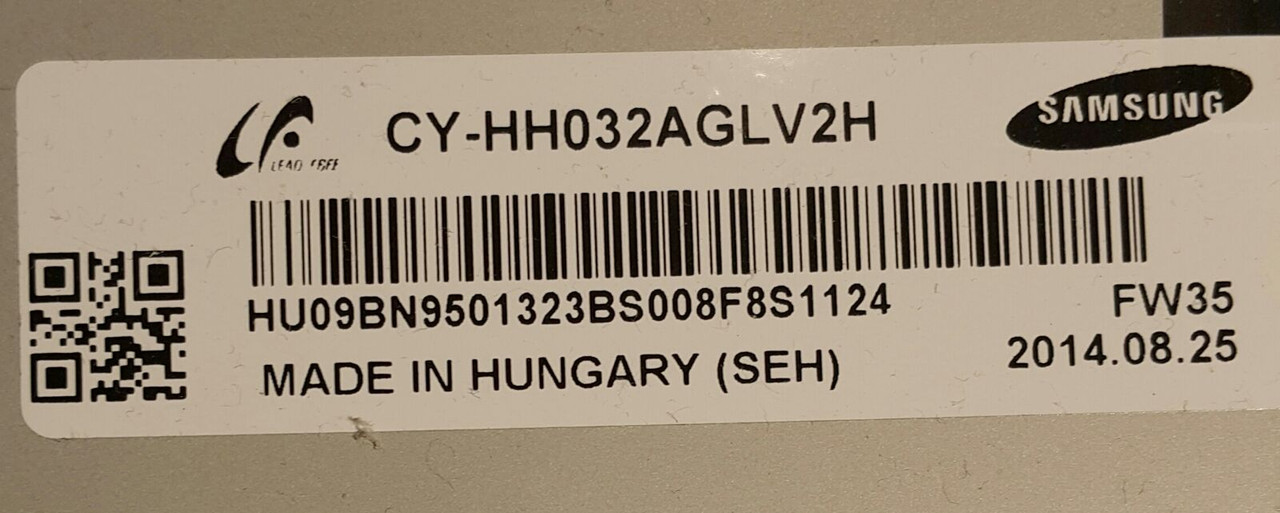 LEAD FREE
CY-HH032AGLV2H
SAMSUNG
HU09BN9501323BS008F8S1124
FW35
MADE IN HUNGARY (SEH)
2014.08.25